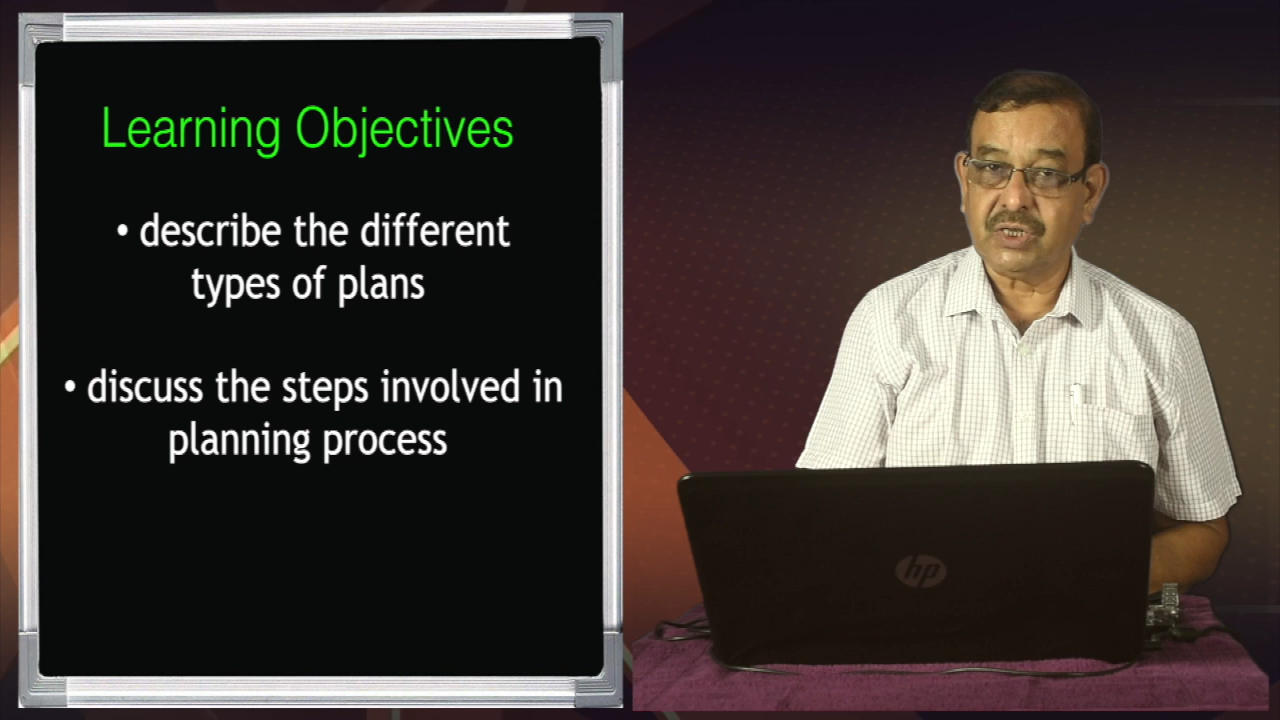 Learning Objectives
• describe the different
types of plans
• discuss the steps involved in
planning process
hp